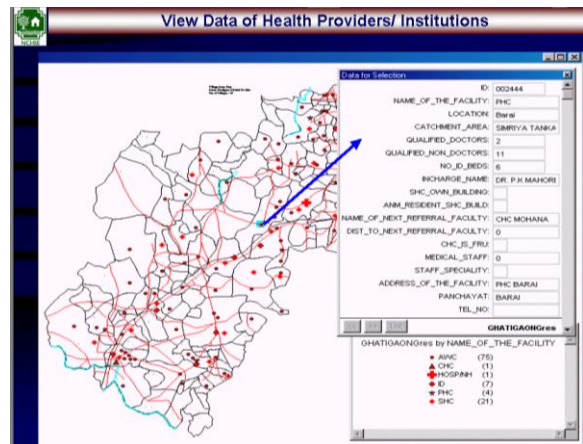 View Data of Health Providers/ Institutions
NCHSE
Data for Selection
ID: 002444
NAME_OF_THE_FACILITY: PHC
LOCATION: Barai
CATCHMENT_AREA: SIMRIYA TANKA
QUALIFIED_DOCTORS: 2
QUALIFIED_NON_DOCTORS: 11
NO_ID_BEDS: 6
INCHARGE_NAME: DR. P.K MAHORI
SHC_OWN_BUILDING:
ANM_RESIDENT_SHC_BUILD:
NAME_OF_NEXT_REFERRAL_FACULTY: CHC MOHANA
DIST_TO_NEXT_REFERRAL_FACULTY: 0
CHC_IS_FRU:
MEDICAL_STAFF: 0
STAFF_SPECIALITY:
ADDRESS_OF_THE_FACILITY: PHC BARAI
PANCHAYAT: BARAI
TEL_NO:
<< >> List GHATIGAONGres
GHATIGAONGres by NAME_OF_THE_FACILITY
AWC (75)
CHC (1)
HOSP/NH (1)
ID (7)
PHC (4)
SHC (21)